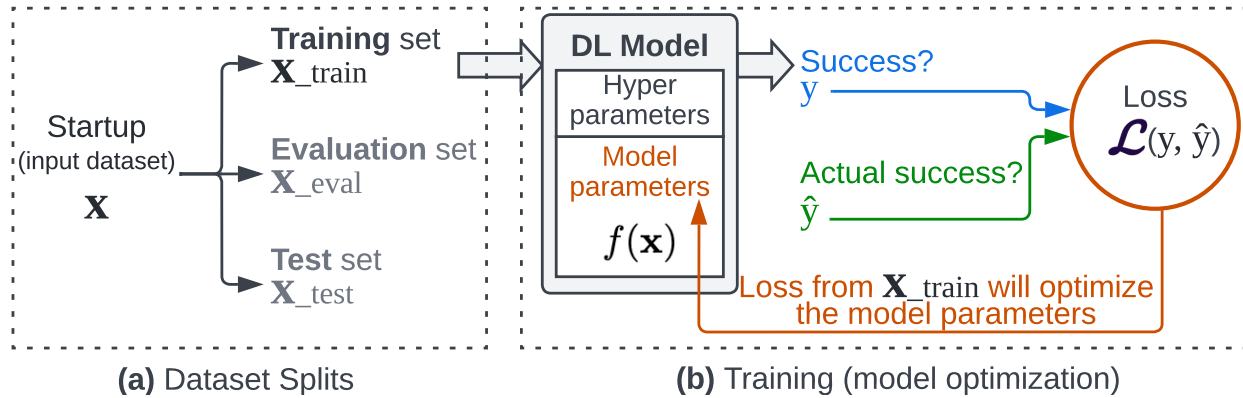 Startup
(input dataset)
x
Training set
x_train
Evaluation set
x_eval
Test set
x_test
(a) Dataset Splits
DL Model
Hyper
parameters
Model
parameters
f(x)
Success?
y
Actual success?
ŷ
Loss
ℒ(y, ŷ)
Loss from x_train will optimize
the model parameters
(b) Training (model optimization)